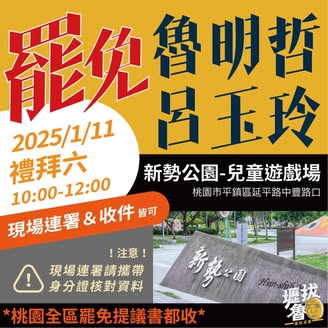 罷免
魯明哲
呂玉玲
2025/1/11
禮拜六
10:00-12:00
新勢公園-兒童遊戲場
桃園市平鎮區延平路中豐路口
現場連署＆收件 皆可
！注意！
現場連署請攜帶
身分證核對資料
新勢公園
*桃園全區罷免提議書都收*
拔
魯